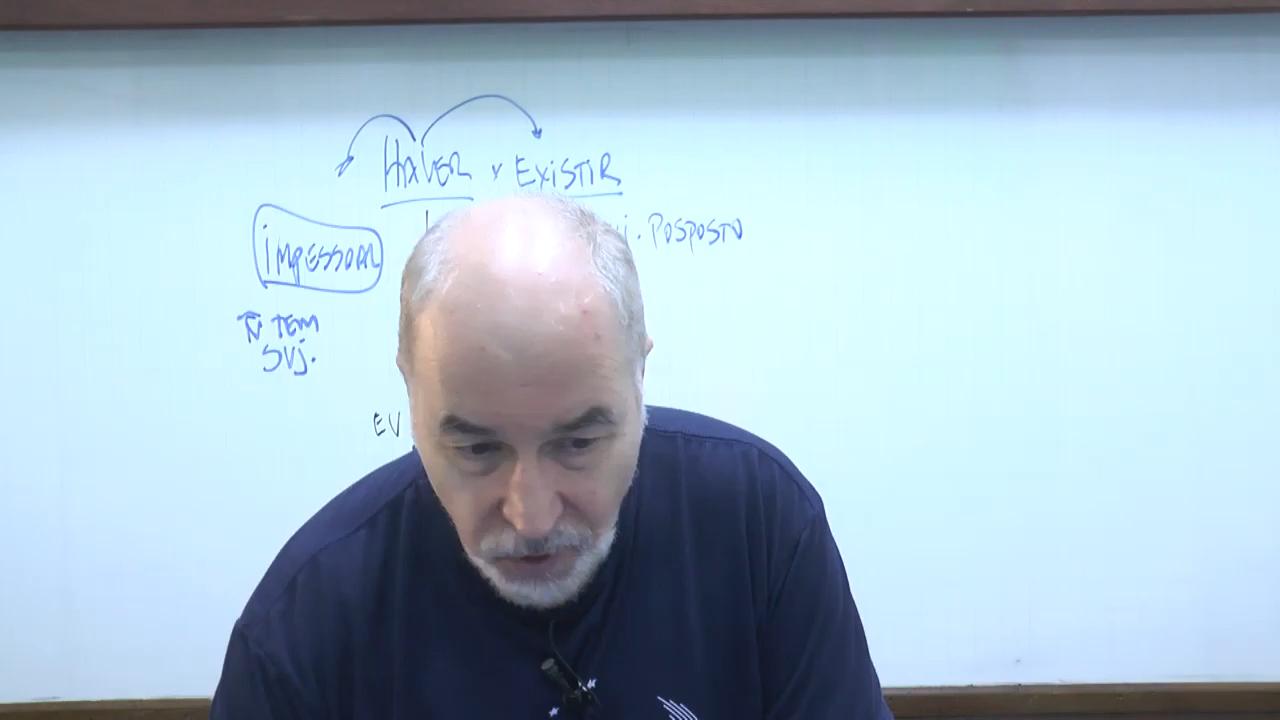 HAVER x EXISTIR
IMPESSOAL
j. POSPOSTO
Ñ TEM
SUJ.
EU